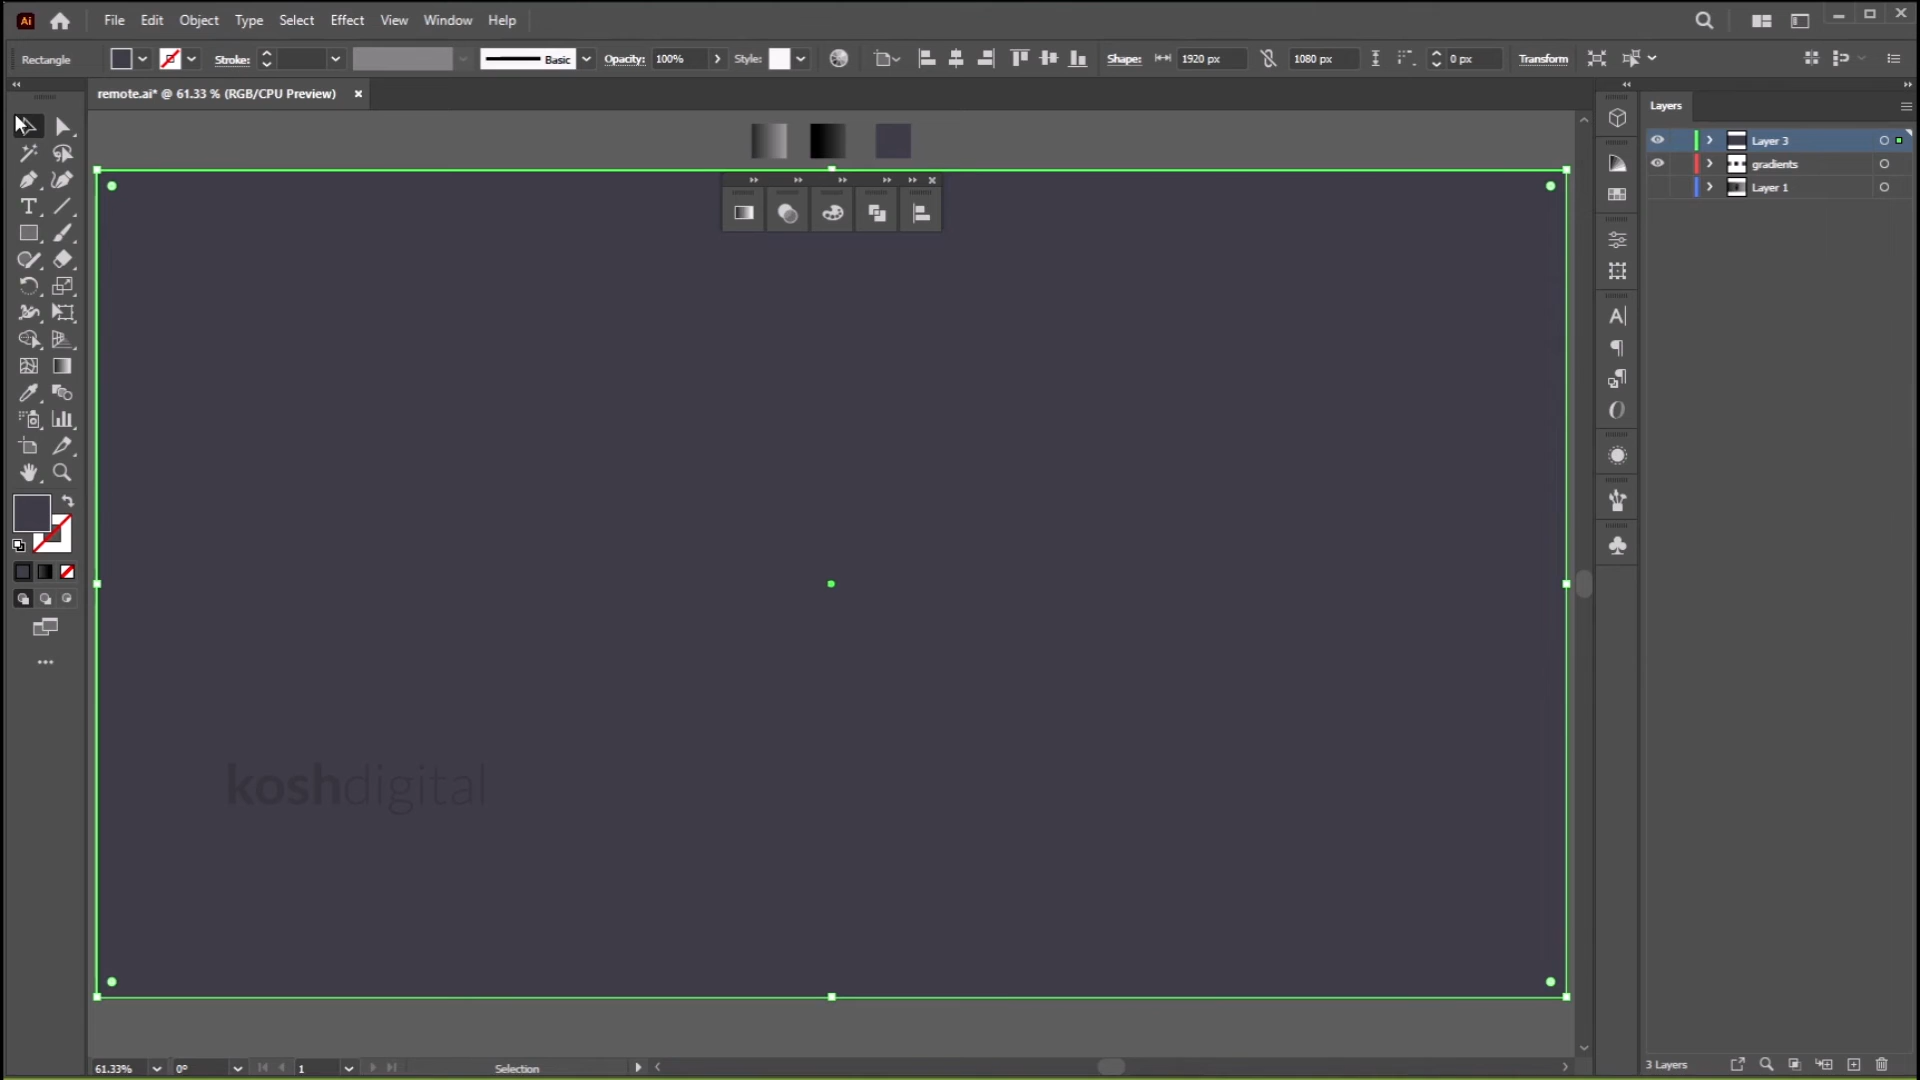 Ai File Edit Object Type Select Effect View Window Help
Rectangle Stroke: Basic Opacity: 100% Style: Shape: 1920 px 1080 px 0 px Transform
remote.ai* @ 61.33 % (RGB/CPU Preview) ×
Layers
Layer 3
gradients
Layer 1
koshdigital
61.33% 0° 1 Selection
3 Layers